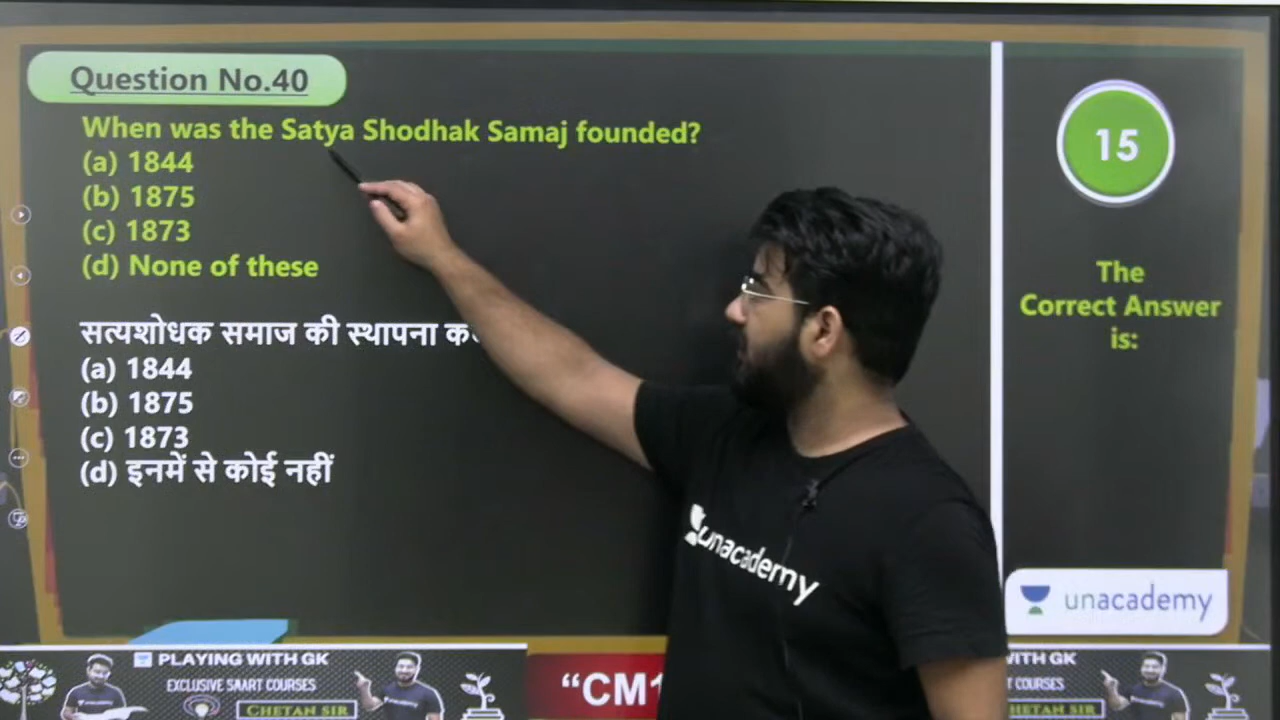 Question No.40
When was the Satya Shodhak Samaj founded?
(a) 1844
(b) 1875
(c) 1873
(d) None of these
सत्यशोधक समाज की स्थापना
(a) 1844
(b) 1875
(c) 1873
(d) इनमें से कोई नहीं
15
The
Correct Answer
is:
unacademy
unacademy
PLAYING WITH GK
EXCLUSIVE SAART COURSES
CHETAN SIR
“CM1
WITH GK
T COURSES
HETAN SIR